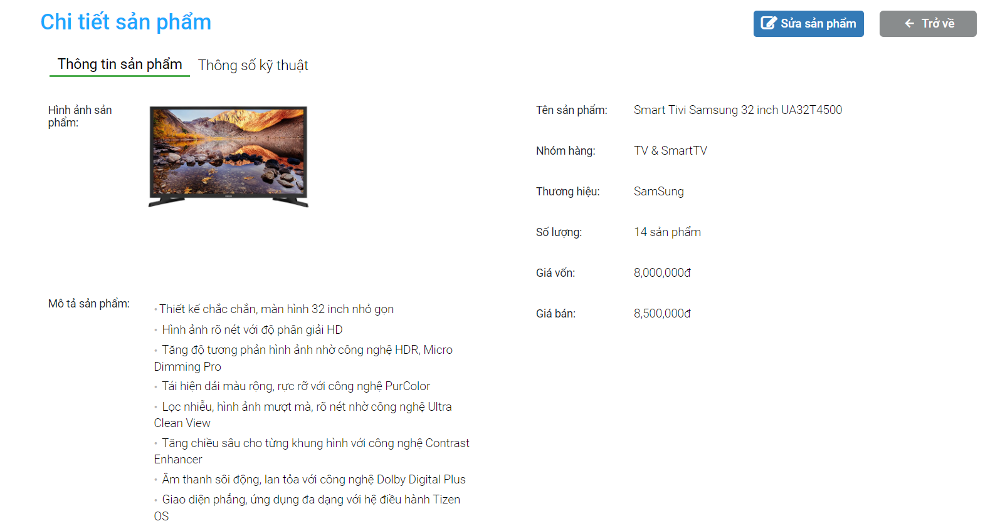 Chi tiết sản phẩm
Sửa sản phẩm
Trở về
Thông tin sản phẩm
Thông số kỹ thuật
Hình ảnh sản
phẩm:
Tên sản phẩm:
Smart Tivi Samsung 32 inch UA32T4500
Nhóm hàng:
TV & SmartTV
Thương hiệu:
SamSung
Số lượng:
14 sản phẩm
Giá vốn:
8,000,000đ
Giá bán:
8,500,000đ
Mô tả sản phẩm:
• Thiết kế chắc chắn, màn hình 32 inch nhỏ gọn
• Hình ảnh rõ nét với độ phân giải HD
• Tăng độ tương phản hình ảnh nhờ công nghệ HDR, Micro
Dimming Pro
• Tái hiện dải màu rộng, rực rỡ với công nghệ PurColor
• Lọc nhiễu, hình ảnh mượt mà, rõ nét nhờ công nghệ Ultra
Clean View
• Tăng chiều sâu cho từng khung hình với công nghệ Contrast
Enhancer
• Âm thanh sôi động, lan tỏa với công nghệ Dolby Digital Plus
• Giao diện phẳng, ứng dụng đa dạng với hệ điều hành Tizen
OS